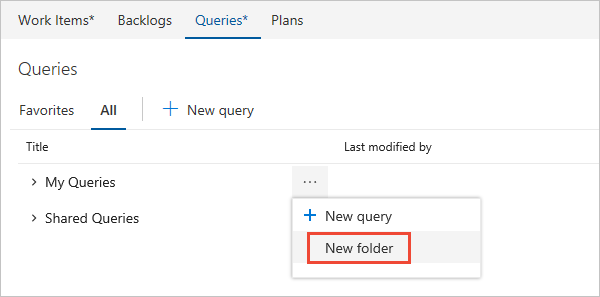 Work Items* Backlogs Queries* Plans
Queries
Favorites All + New query
Title Last modified by
> My Queries ...
> Shared Queries
+ New query
New folder